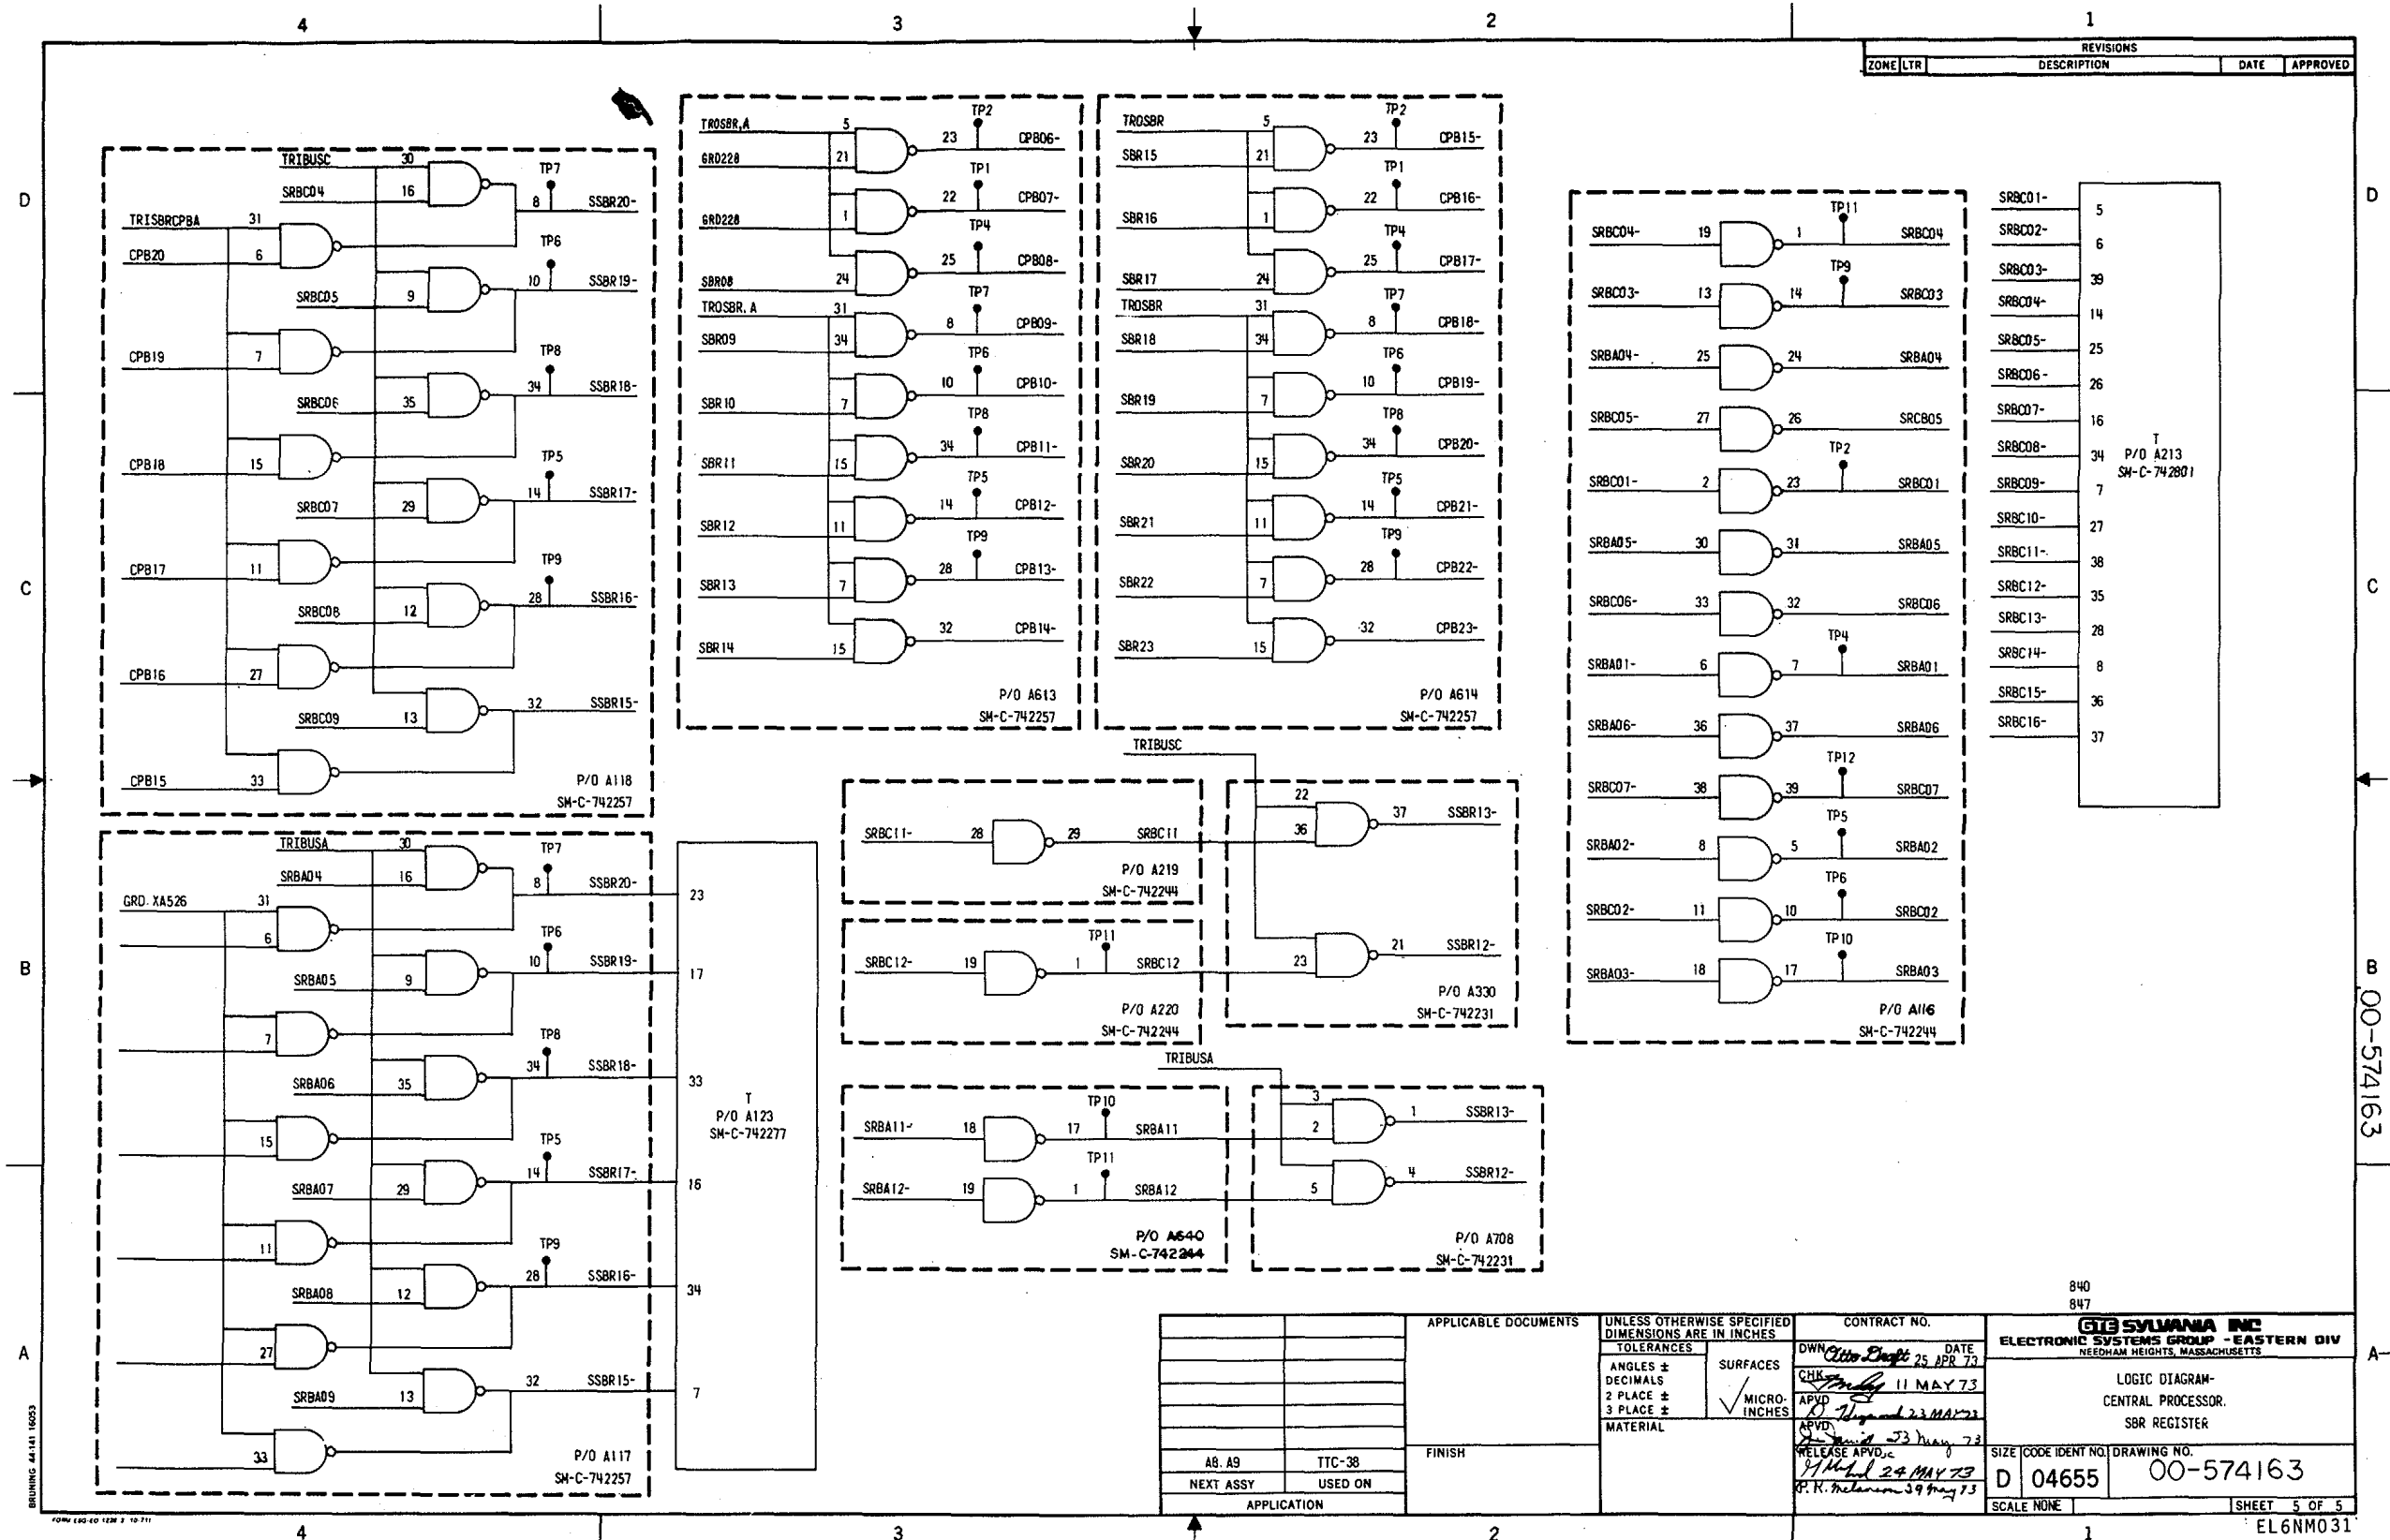 4
3
2
1
REVISIONS
ZONE LTR DESCRIPTION DATE APPROVED
D
C
B
A
TRIBUSC 30
SRBC04 16
TP7
8 SSBR20-
TRISBRCPBA 31
CPB20 6
TP6
SRBC05 9
10 SSBR19-
CPB19 7
TP8
SRBC06 35
34 SSBR18-
CPB18 15
TP5
SRBC07 29
14 SSBR17-
CPB17 11
TP9
SRBC08 12
28 SSBR16-
CPB16 27
SRBC09 13
32 SSBR15-
CPB15 33
P/O A118
SM-C-742257
TRIBUSA 30
SRBA04 16
TP7
8 SSBR20-
GRD.XA526 31
6
TP6
SRBA05 9
10 SSBR19-
7
TP8
SRBA06 35
34 SSBR18-
15
TP5
SRBA07 29
14 SSBR17-
11
TP9
SRBA08 12
28 SSBR16-
27
SRBA09 13
32 SSBR15-
33
P/O A117
SM-C-742257
23
17
33
T
P/O A123
SM-C-742277
16
34
7
TROSBR,A 5
GRD228 21
TP2
23 CPB06-
GRD228 1
TP1
22 CPB07-
SBR08 24
TP4
25 CPB08-
TROSBR.A 31
SBR09 34
TP7
8 CPB09-
SBR10 7
TP6
10 CPB10-
SBR11 15
TP8
34 CPB11-
SBR12 11
TP5
14 CPB12-
SBR13 7
TP9
28 CPB13-
SBR14 15
32 CPB14-
P/O A613
SM-C-742257
TROSBR 5
SBR15 21
TP2
23 CPB15-
SBR16 1
TP1
22 CPB16-
SBR17 24
TP4
25 CPB17-
TROSBR 31
SBR18 34
TP7
8 CPB18-
SBR19 7
TP6
10 CPB19-
SBR20 15
TP8
34 CPB20-
SBR21 11
TP5
14 CPB21-
SBR22 7
TP9
28 CPB22-
SBR23 15
32 CPB23-
P/O A614
SM-C-742257
TRIBUSC
SRBC11- 28 29 SRBC11
P/O A219
SM-C-742244
22
36
37 SSBR13-
SRBC12- 19 1 TP11 SRBC12
P/O A220
SM-C-742244
23
21 SSBR12-
P/O A330
SM-C-742231
TRIBUSA
SRBA11- 18 17 TP10 SRBA11
SRBA12- 19 1 TP11 SRBA12
P/O A640
SM-C-742244
3
2
1 SSBR13-
5
4 SSBR12-
P/O A708
SM-C-742231
SRBC04- 19 1 TP11 SRBC04
SRBC03- 13 14 TP9 SRBC03
SRBA04- 25 24 SRBA04
SRBC05- 27 26 SRCB05
SRBC01- 2 23 TP2 SRBC01
SRBA05- 30 31 SRBA05
SRBC06- 33 32 SRBC06
SRBA01- 6 7 TP4 SRBA01
SRBA06- 36 37 SRBA06
SRBC07- 38 39 TP12 SRBC07
SRBA02- 8 5 TP5 SRBA02
SRBC02- 11 10 TP6 SRBC02
SRBA03- 18 17 TP10 SRBA03
P/O A116
SM-C-742244
SRBC01- 5
SRBC02- 6
SRBC03- 39
SRBC04- 14
SRBC05- 25
SRBC06- 26
SRBC07- 16
SRBC08- 34
SRBC09- 7
SRBC10- 27
SRBC11- 38
SRBC12- 35
SRBC13- 28
SRBC14- 8
SRBC15- 36
SRBC16- 37
T
P/O A213
SM-C-742801
00-574163
840
847
APPLICABLE DOCUMENTS
UNLESS OTHERWISE SPECIFIED
DIMENSIONS ARE IN INCHES
TOLERANCES
ANGLES ±
DECIMALS
2 PLACE ±
3 PLACE ±
SURFACES
MICRO-
INCHES
MATERIAL
FINISH
A8. A9 TTC-38
NEXT ASSY USED ON
APPLICATION
CONTRACT NO.
DWN Otto Draft 25 APR 73 DATE
CHK 11 MAY 73
APVD 23 MAY 73
APVD 23 May 73
RELEASE APVD 24 MAY 73
GTE SYLVANIA INC
ELECTRONIC SYSTEMS GROUP - EASTERN DIV
NEEDHAM HEIGHTS, MASSACHUSETTS
LOGIC DIAGRAM-
CENTRAL PROCESSOR.
SBR REGISTER
SIZE CODE IDENT NO. DRAWING NO.
D 04655 00-574163
SCALE NONE SHEET 5 OF 5
EL6NM031
BRUNING 44-141 16053
4
3
2
1